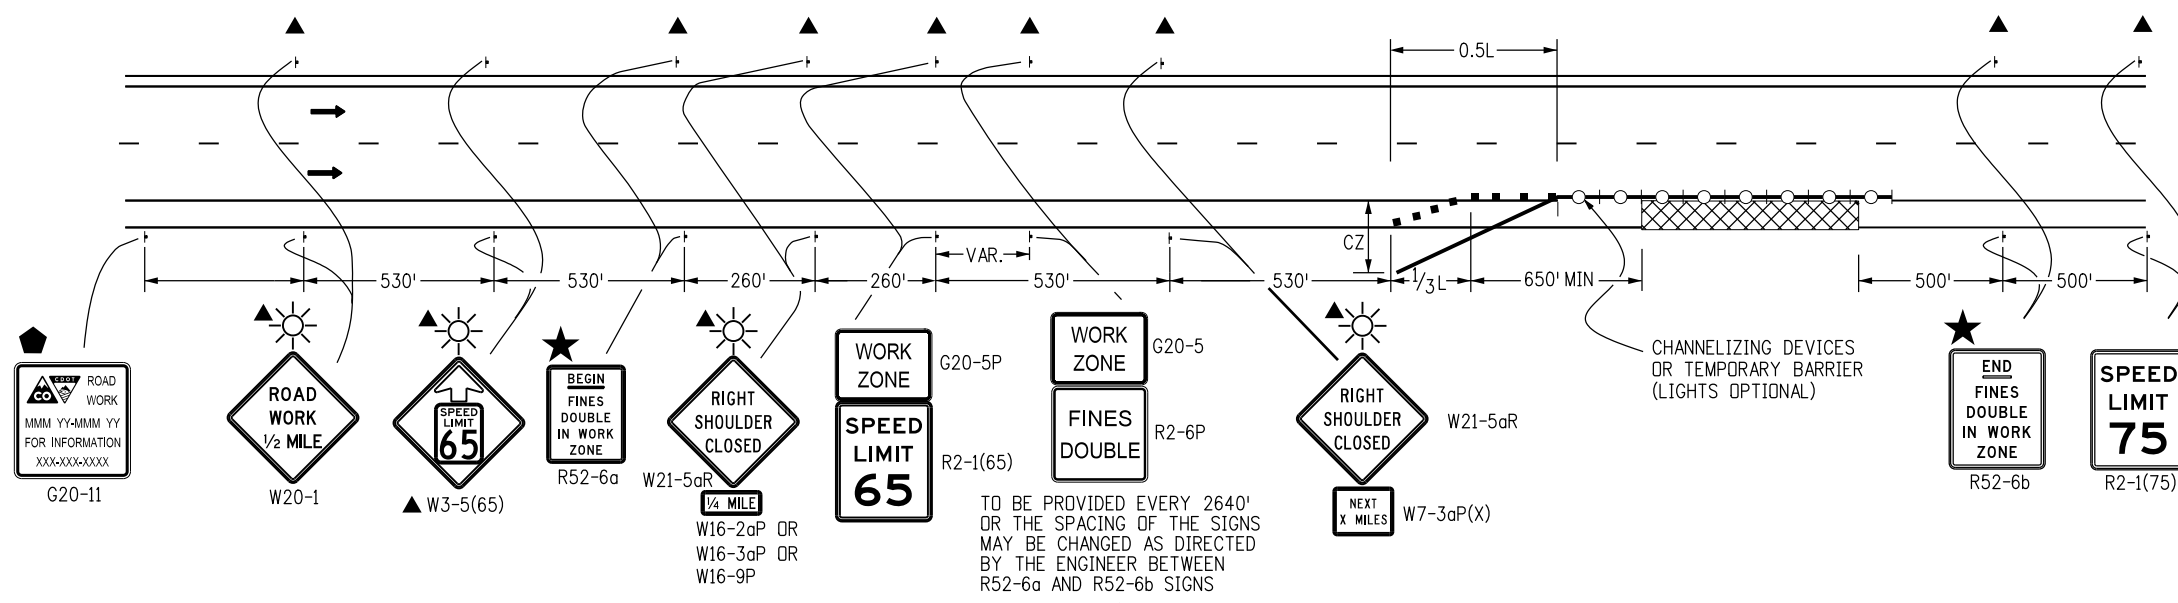 0.5L
CZ
VAR.
530'
530'
260'
260'
530'
530'
1/3 L
650' MIN
500'
500'
CO
CDOT
ROAD
WORK
MMM YY-MMM YY
FOR INFORMATION
XXX-XXX-XXXX
G20-11
ROAD
WORK
1/2 MILE
W20-1
SPEED
LIMIT
65
W3-5(65)
BEGIN
FINES
DOUBLE
IN WORK
ZONE
R52-6a
RIGHT
SHOULDER
CLOSED
W21-5aR
1/4 MILE
W16-2aP OR
W16-3aP OR
W16-9P
WORK
ZONE
G20-5P
SPEED
LIMIT
65
R2-1(65)
WORK
ZONE
G20-5
FINES
DOUBLE
R2-6P
TO BE PROVIDED EVERY 2640'
OR THE SPACING OF THE SIGNS
MAY BE CHANGED AS DIRECTED
BY THE ENGINEER BETWEEN
R52-6a AND R52-6b SIGNS
RIGHT
SHOULDER
CLOSED
W21-5aR
NEXT
X MILES
W7-3aP(X)
CHANNELIZING DEVICES
OR TEMPORARY BARRIER
(LIGHTS OPTIONAL)
END
FINES
DOUBLE
IN WORK
ZONE
R52-6b
SPEED
LIMIT
75
R2-1(75)